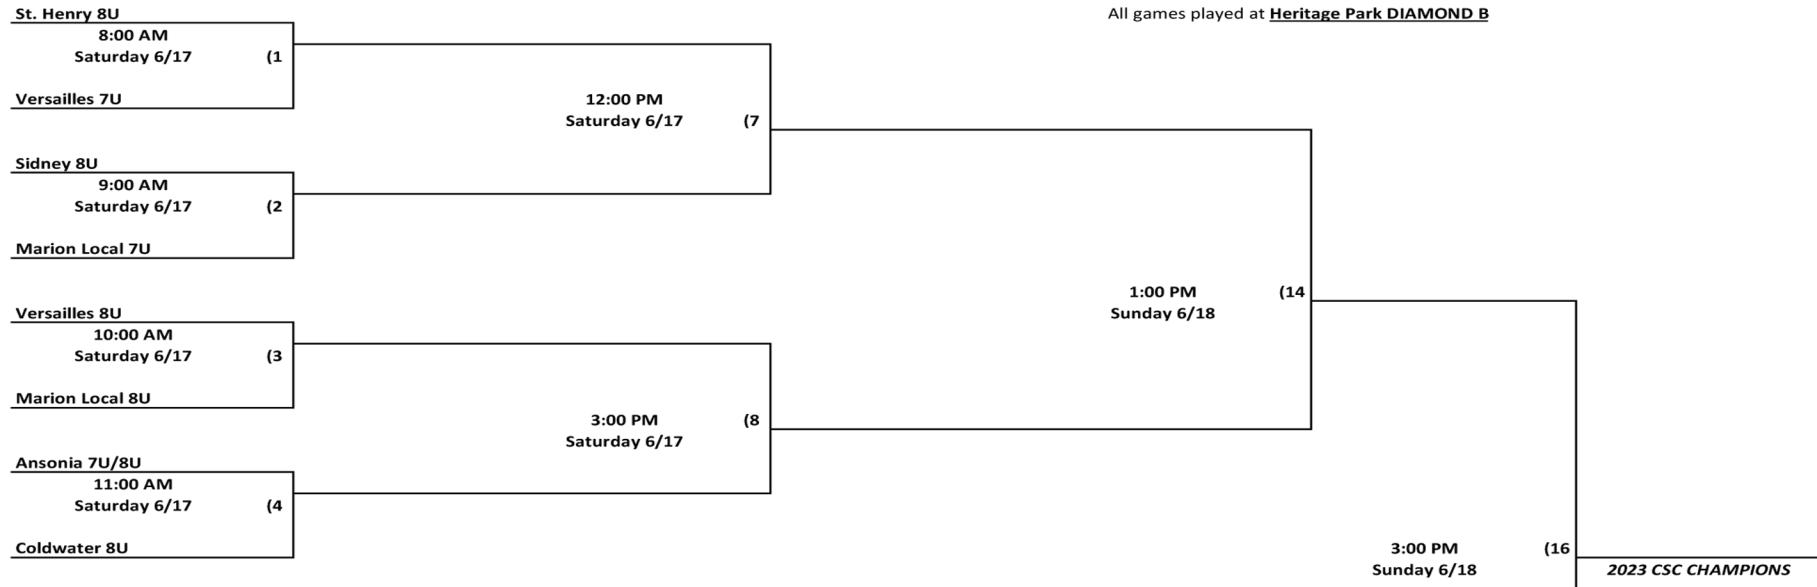 St. Henry 8U
All games played at Heritage Park DIAMOND B
8:00 AM
Saturday 6/17 (1
Versailles 7U
12:00 PM
Saturday 6/17 (7
Sidney 8U
9:00 AM
Saturday 6/17 (2
Marion Local 7U
1:00 PM (14
Sunday 6/18
Versailles 8U
10:00 AM
Saturday 6/17 (3
Marion Local 8U
3:00 PM (8
Saturday 6/17
Ansonia 7U/8U
11:00 AM
Saturday 6/17 (4
Coldwater 8U
3:00 PM (16
Sunday 6/18
2023 CSC CHAMPIONS